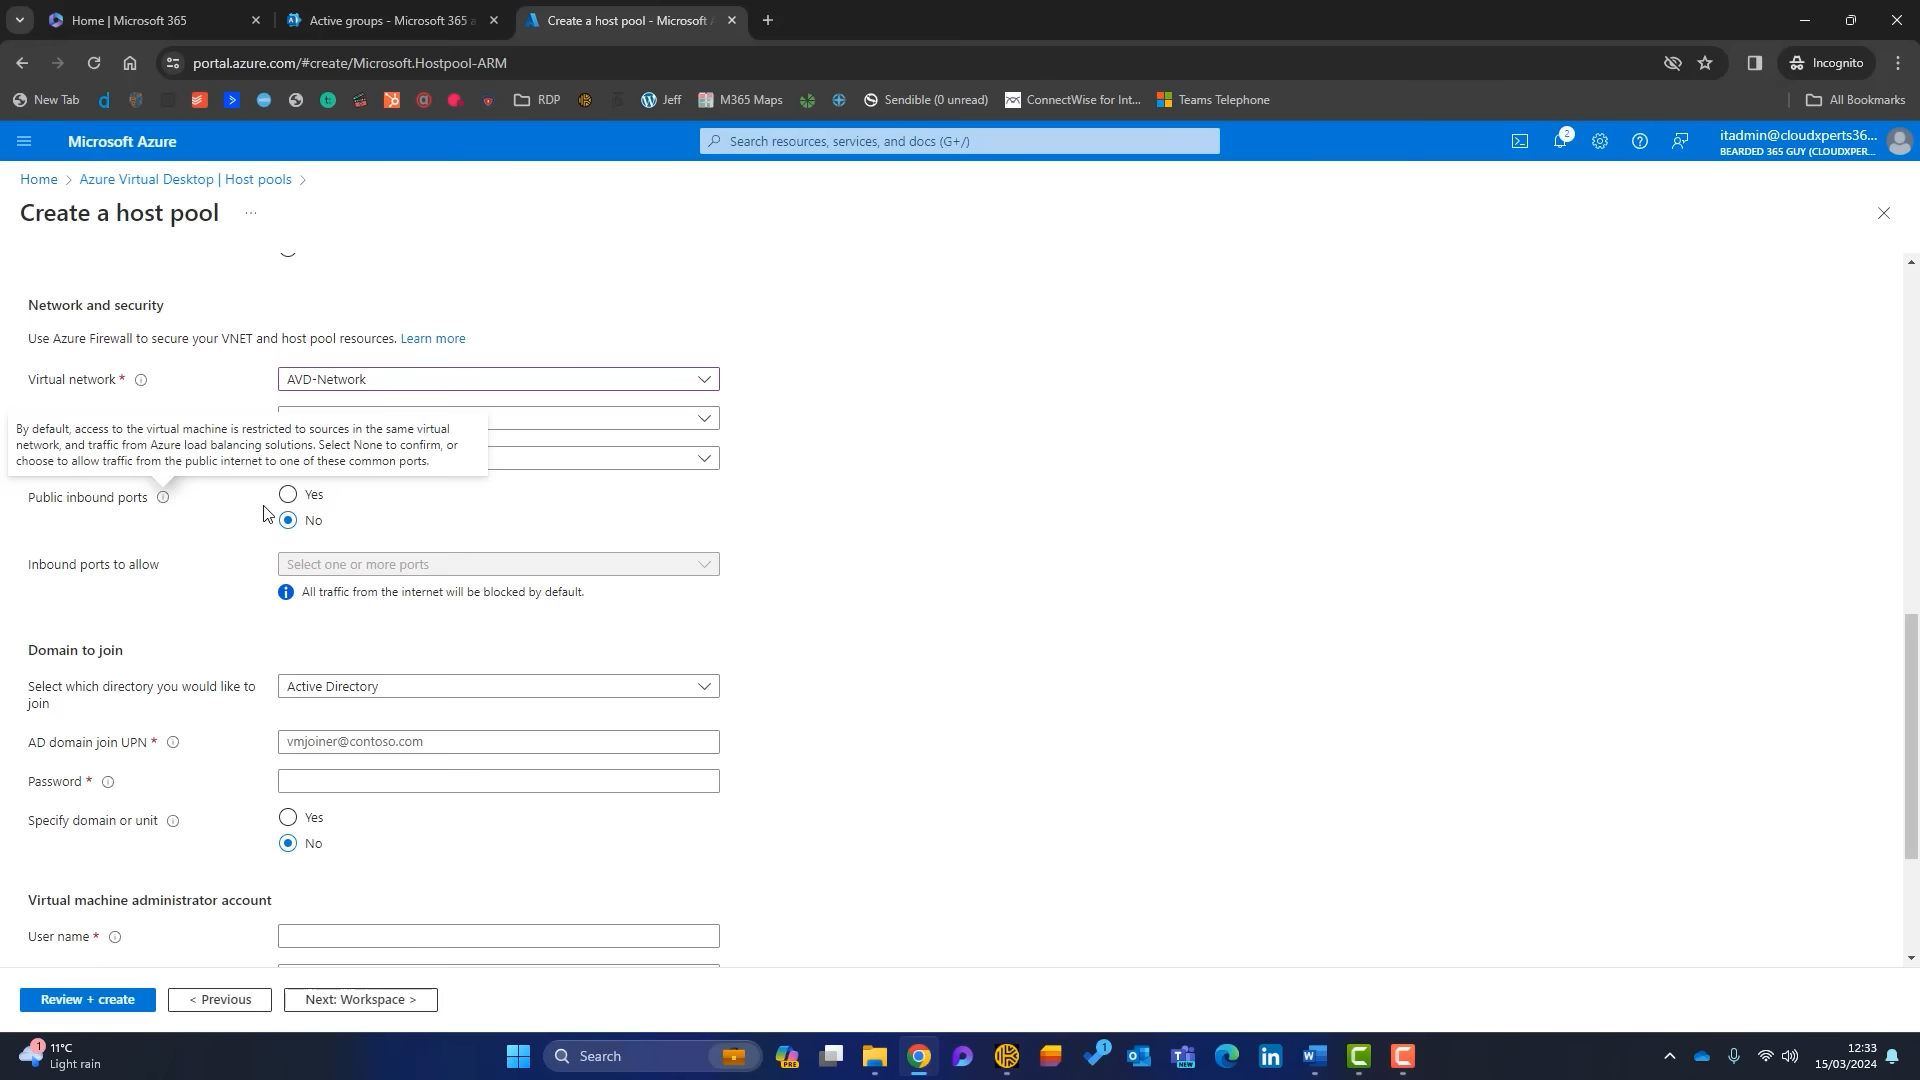 Home | Microsoft 365
Active groups - Microsoft 365 a
Create a host pool - Microsoft A
portal.azure.com/#create/Microsoft.Hostpool-ARM
Incognito
New Tab
RDP
Jeff
M365 Maps
Sendible (0 unread)
ConnectWise for Int...
Teams Telephone
All Bookmarks
Microsoft Azure
Search resources, services, and docs (G+/)
2
itadmin@cloudxperts36...
BEARDED 365 GUY (CLOUDXPER...
Home > Azure Virtual Desktop | Host pools >
Create a host pool ...
Network and security
Use Azure Firewall to secure your VNET and host pool resources. Learn more
Virtual network *
AVD-Network
By default, access to the virtual machine is restricted to sources in the same virtual
network, and traffic from Azure load balancing solutions. Select None to confirm, or
choose to allow traffic from the public internet to one of these common ports.
Public inbound ports
Yes
No
Inbound ports to allow
Select one or more ports
All traffic from the internet will be blocked by default.
Domain to join
Select which directory you would like to
join
Active Directory
AD domain join UPN *
vmjoiner@contoso.com
Password *
Specify domain or unit
Yes
No
Virtual machine administrator account
User name *
Review + create
< Previous
Next: Workspace >
1
11°C
Light rain
Search
PRE
1
NEW
12:33
15/03/2024